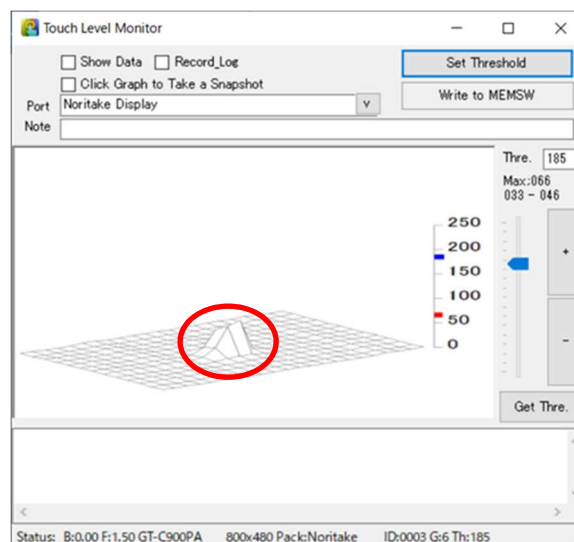 Touch Level Monitor
Show Data Record_Log
Set Threshold
Click Graph to Take a Snapshot
Write to MEMSW
Port Noritake Display
Note
Thre. 185
Max:066
033 - 046
250
200
150
100
50
0
+
-
Get Thre.
Status: B:0.00 F:1.50 GT-C900PA 800x480 Pack:Noritake ID:0003 G:6 Th:185